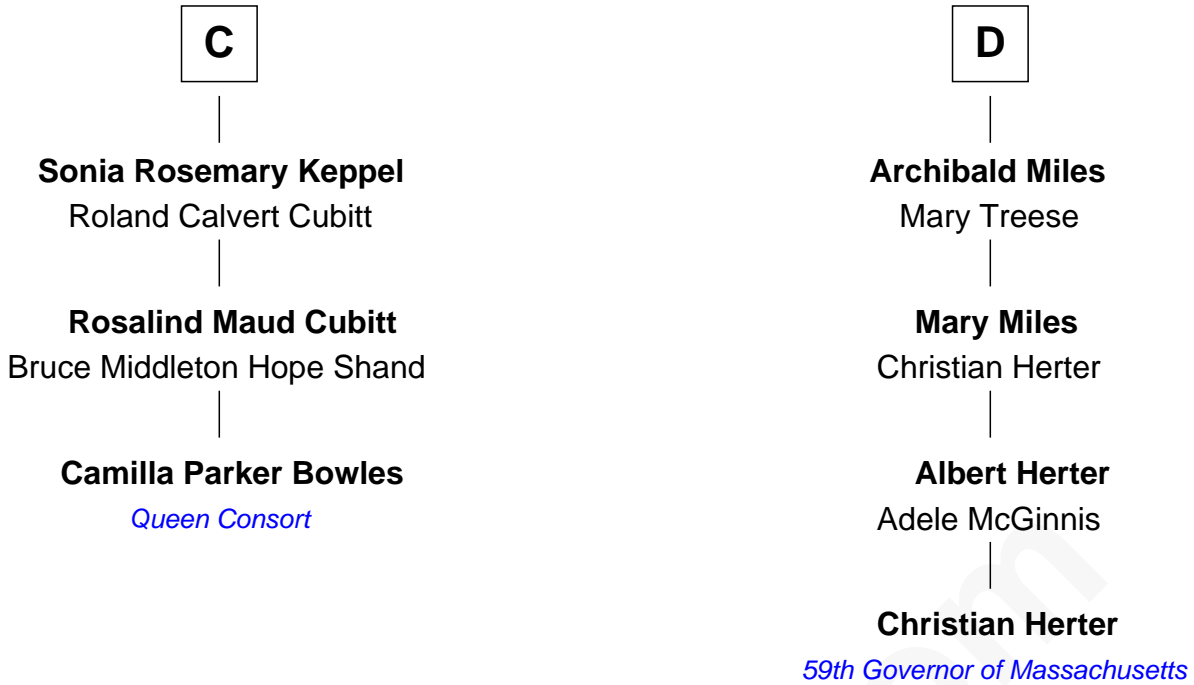 C
Sonia Rosemary Keppel
Roland Calvert Cubitt
Rosalind Maud Cubitt
Bruce Middleton Hope Shand
Camilla Parker Bowles
Queen Consort
D
Archibald Miles
Mary Treese
Mary Miles
Christian Herter
Albert Herter
Adele McGinnis
Christian Herter
59th Governor of Massachusetts